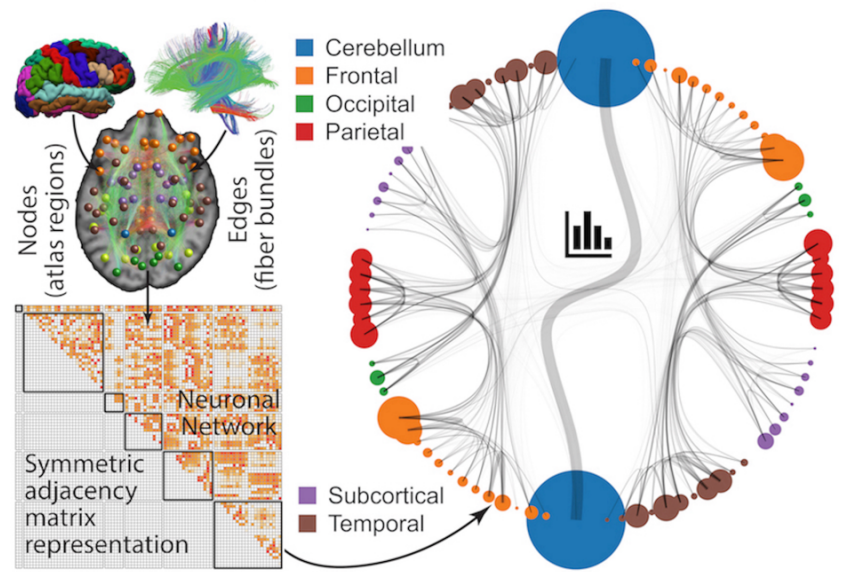 Cerebellum
Frontal
Occipital
Parietal
Nodes
(atlas regions)
Edges
(fiber bundles)
Neuronal
Network
Symmetric
adjacency
matrix
representation
Subcortical
Temporal